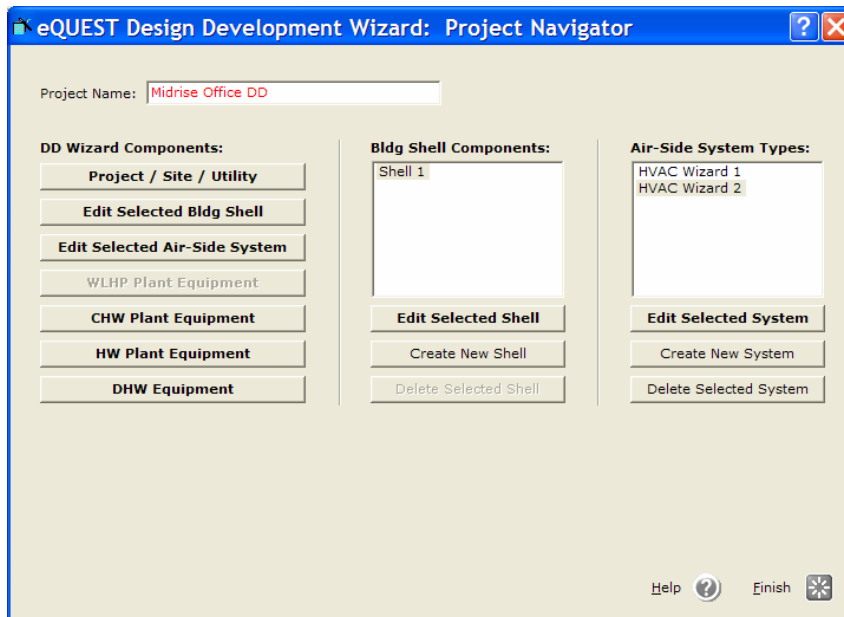 eQUEST Design Development Wizard: Project Navigator
Project Name: Midrise Office DD
DD Wizard Components:
Project / Site / Utility
Edit Selected Bldg Shell
Edit Selected Air-Side System
WLHP Plant Equipment
CHW Plant Equipment
HW Plant Equipment
DHW Equipment
Bldg Shell Components:
Shell 1
Edit Selected Shell
Create New Shell
Delete Selected Shell
Air-Side System Types:
HVAC Wizard 1
HVAC Wizard 2
Edit Selected System
Create New System
Delete Selected System
Help ? Finish